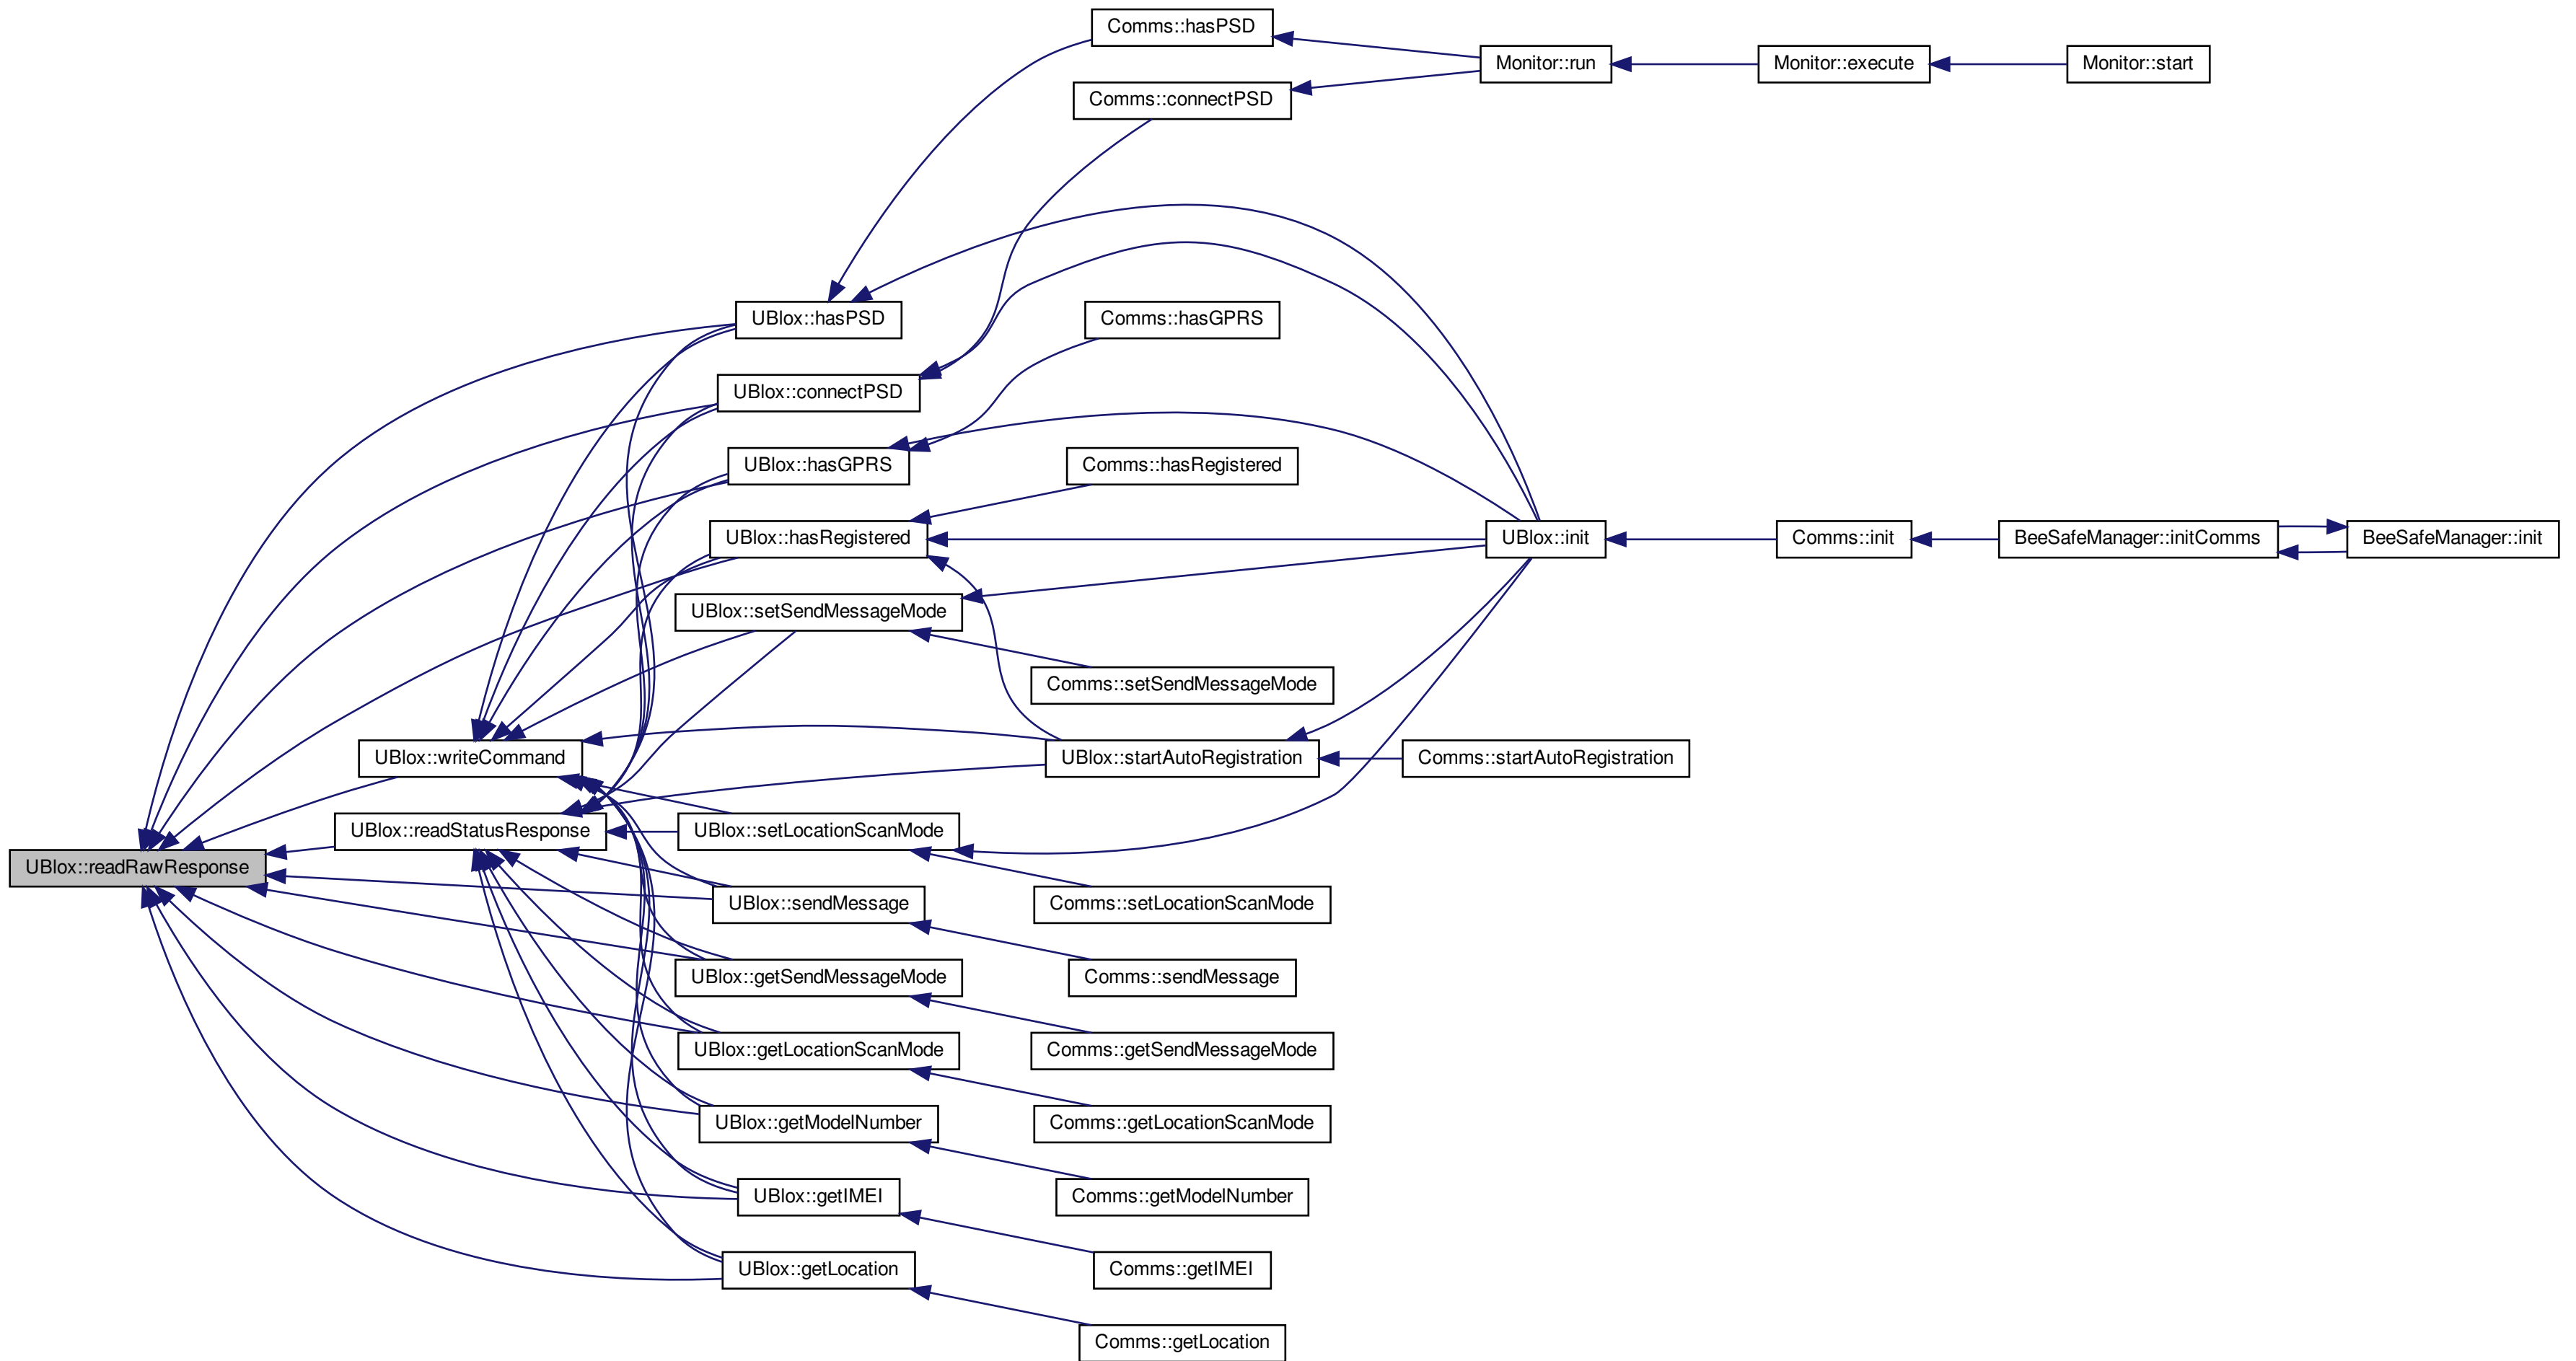 Comms::hasPSD
Monitor::run
Monitor::execute
Monitor::start
Comms::connectPSD
UBlox::hasPSD
Comms::hasGPRS
UBlox::connectPSD
UBlox::hasGPRS
Comms::hasRegistered
UBlox::hasRegistered
UBlox::init
Comms::init
BeeSafeManager::initComms
BeeSafeManager::init
UBlox::setSendMessageMode
Comms::setSendMessageMode
UBlox::writeCommand
UBlox::startAutoRegistration
Comms::startAutoRegistration
UBlox::readStatusResponse
UBlox::setLocationScanMode
UBlox::readRawResponse
UBlox::sendMessage
Comms::setLocationScanMode
UBlox::getSendMessageMode
Comms::sendMessage
UBlox::getLocationScanMode
Comms::getSendMessageMode
UBlox::getModelNumber
Comms::getLocationScanMode
UBlox::getIMEI
Comms::getModelNumber
UBlox::getLocation
Comms::getIMEI
Comms::getLocation